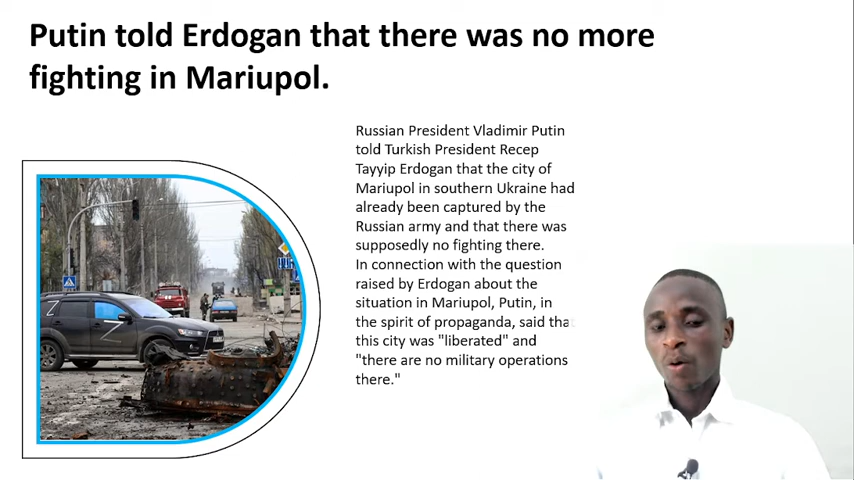 Putin told Erdogan that there was no more
fighting in Mariupol.
Russian President Vladimir Putin
told Turkish President Recep
Tayyip Erdogan that the city of
Mariupol in southern Ukraine had
already been captured by the
Russian army and that there was
supposedly no fighting there.
In connection with the question
raised by Erdogan about the
situation in Mariupol, Putin, in
the spirit of propaganda, said that
this city was "liberated" and
"there are no military operations
there."
Z
Z